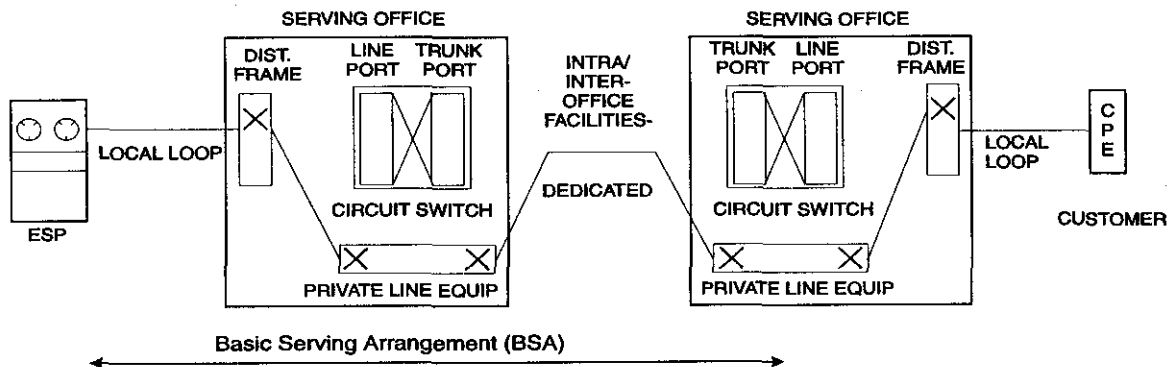 SERVING OFFICE
DIST.
FRAME
LINE
PORT
TRUNK
PORT
CIRCUIT SWITCH
PRIVATE LINE EQUIP
ESP
LOCAL LOOP
INTRA/
INTER-
OFFICE
FACILITIES-
DEDICATED
SERVING OFFICE
TRUNK
PORT
LINE
PORT
DIST.
FRAME
CIRCUIT SWITCH
PRIVATE LINE EQUIP
LOCAL
LOOP
C
P
E
CUSTOMER
Basic Serving Arrangement (BSA)